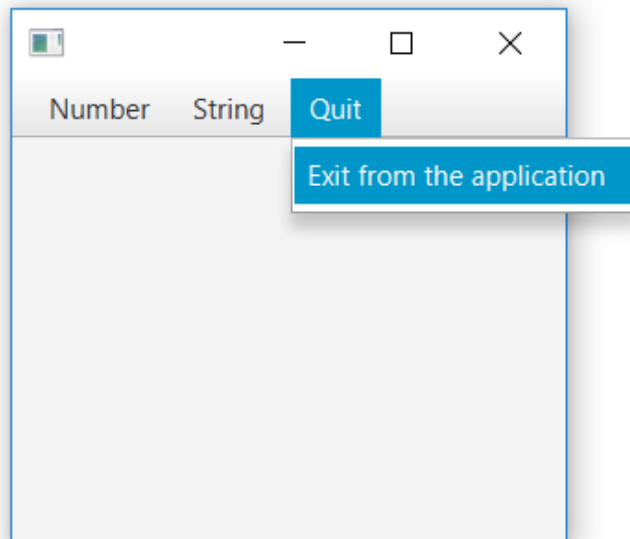 Number String Quit
Exit from the application